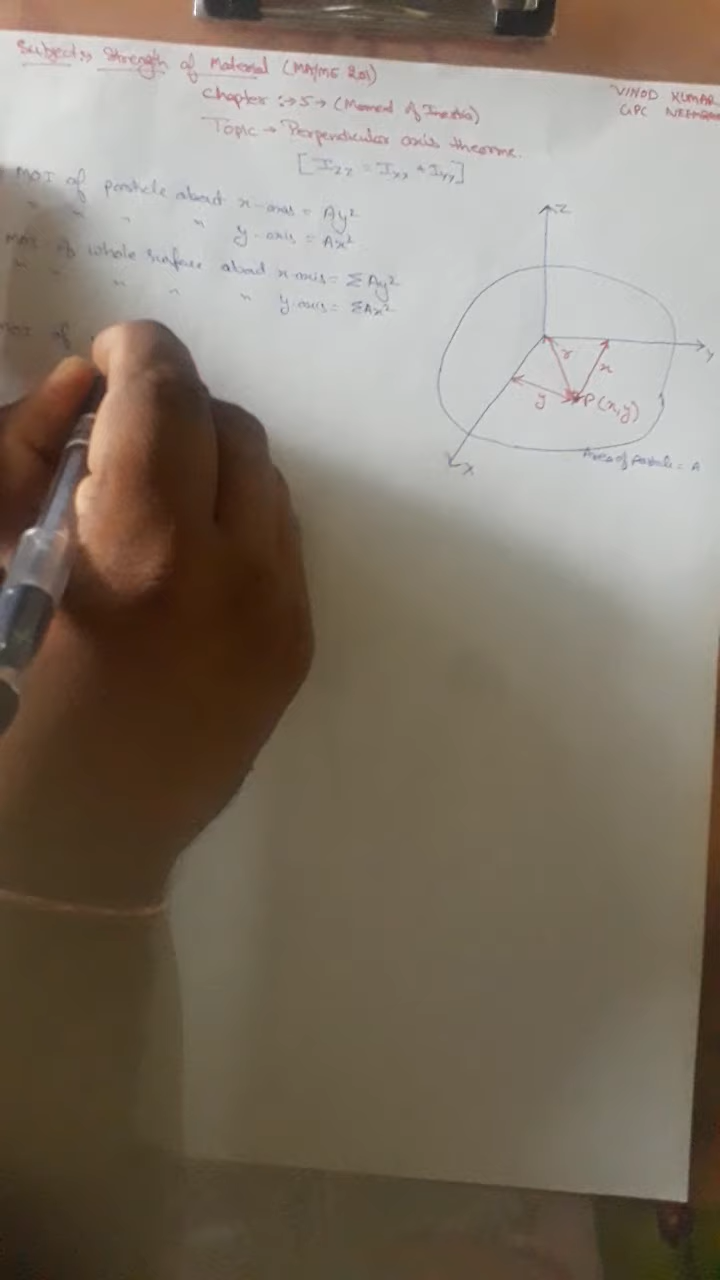 Subject:→ Strength of Material (MA/ME 201)
VINOD KUMAR
Chapter :→ 5 → (Moment of Inertia)
GPC
Topic → Perpendicular axis theorme.
[Izz = Ixx + Iyy]
MOI of particle about x-axis = Ay²
" " " " y-axis = Ax²
MOI of whole surface about x-axis = ΣAy²
" " " " " y-axis = ΣAx²
MOI of
Z
Y
X
r
x
y
P(x,y)
Area of particle = A